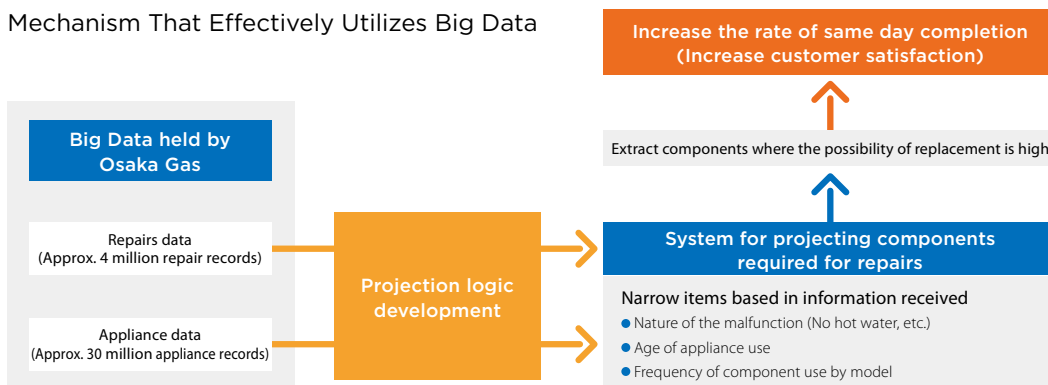 Mechanism That Effectively Utilizes Big Data
Big Data held by
Osaka Gas
Repairs data
(Approx. 4 million repair records)
Appliance data
(Approx. 30 million appliance records)
Projection logic
development
Increase the rate of same day completion
(Increase customer satisfaction)
Extract components where the possibility of replacement is high
System for projecting components
required for repairs
Narrow items based in information received
● Nature of the malfunction (No hot water, etc.)
● Age of appliance use
● Frequency of component use by model